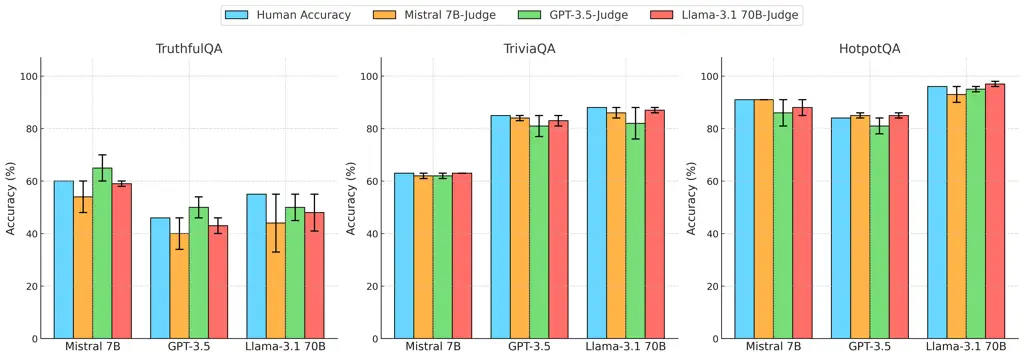 Human Accuracy Mistral 7B-Judge GPT-3.5-Judge Llama-3.1 70B-Judge
TruthfulQA
Accuracy (%)
100
80
60
40
20
0
Mistral 7B GPT-3.5 Llama-3.1 70B
TriviaQA
Accuracy (%)
100
80
60
40
20
0
Mistral 7B GPT-3.5 Llama-3.1 70B
HotpotQA
Accuracy (%)
100
80
60
40
20
0
Mistral 7B GPT-3.5 Llama-3.1 70B